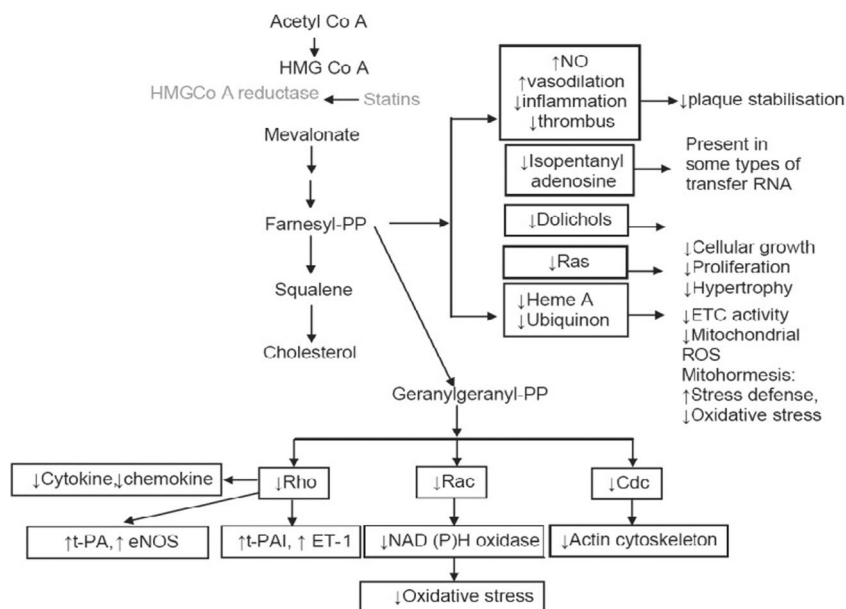 Acetyl Co A
HMG Co A
HMGCo A reductase
Statins
Mevalonate
Farnesyl-PP
Squalene
Cholesterol
↑NO
↑vasodilation
↓inflammation
↓thrombus
↓plaque stabilisation
↓Isopentanyl
adenosine
Present in
some types of
transfer RNA
↓Dolichols
↓Ras
↓Cellular growth
↓Proliferation
↓Hypertrophy
↓Heme A
↓Ubiquinon
↓ETC activity
↓Mitochondrial
ROS
Mitohormesis:
↑Stress defense,
↓Oxidative stress
Geranylgeranyl-PP
↓Cytokine,↓chemokine
↓Rho
↓Rac
↓Cdc
↑t-PA,↑ eNOS
↑t-PAI, ↑ ET-1
↓NAD (P)H oxidase
↓Actin cytoskeleton
↓Oxidative stress